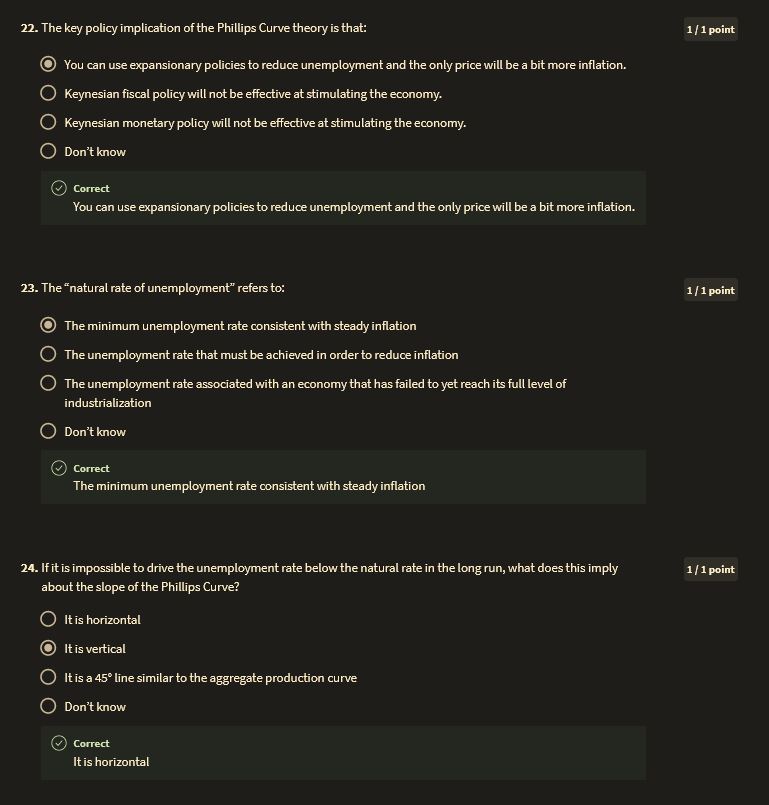 22. The key policy implication of the Phillips Curve theory is that:
1 / 1 point
You can use expansionary policies to reduce unemployment and the only price will be a bit more inflation.
Keynesian fiscal policy will not be effective at stimulating the economy.
Keynesian monetary policy will not be effective at stimulating the economy.
Don’t know
Correct
You can use expansionary policies to reduce unemployment and the only price will be a bit more inflation.
23. The “natural rate of unemployment” refers to:
1 / 1 point
The minimum unemployment rate consistent with steady inflation
The unemployment rate that must be achieved in order to reduce inflation
The unemployment rate associated with an economy that has failed to yet reach its full level of
industrialization
Don’t know
Correct
The minimum unemployment rate consistent with steady inflation
24. If it is impossible to drive the unemployment rate below the natural rate in the long run, what does this imply
about the slope of the Phillips Curve?
1 / 1 point
It is horizontal
It is vertical
It is a 45° line similar to the aggregate production curve
Don’t know
Correct
It is horizontal